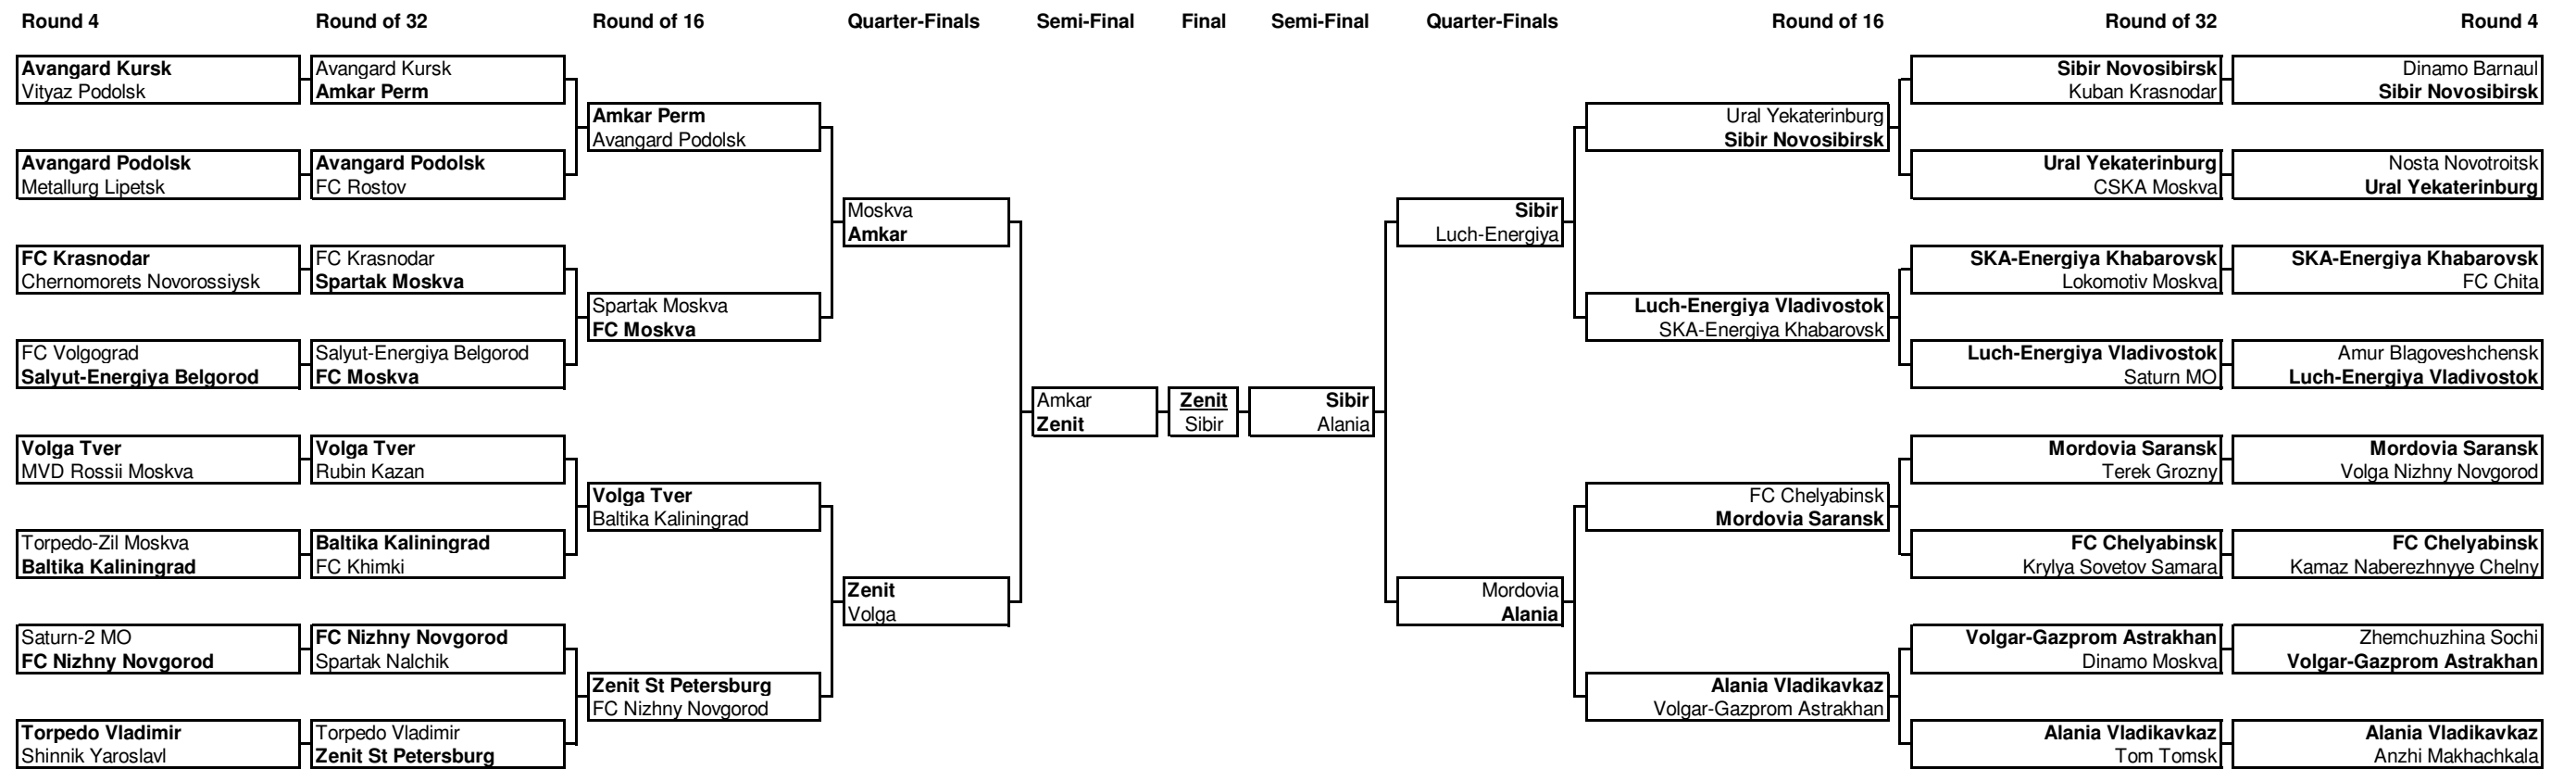 Round 4
Round of 32
Round of 16
Quarter-Finals
Semi-Final
Final
Semi-Final
Quarter-Finals
Round of 16
Round of 32
Round 4
Avangard Kursk
Vityaz Podolsk
Avangard Podolsk
Metallurg Lipetsk
FC Krasnodar
Chernomorets Novorossiysk
FC Volgograd
Salyut-Energiya Belgorod
Volga Tver
MVD Rossii Moskva
Torpedo-Zil Moskva
Baltika Kaliningrad
Saturn-2 MO
FC Nizhny Novgorod
Torpedo Vladimir
Shinnik Yaroslavl
Avangard Kursk
Amkar Perm
Avangard Podolsk
FC Rostov
FC Krasnodar
Spartak Moskva
Salyut-Energiya Belgorod
FC Moskva
Volga Tver
Rubin Kazan
Baltika Kaliningrad
FC Khimki
FC Nizhny Novgorod
Spartak Nalchik
Torpedo Vladimir
Zenit St Petersburg
Amkar Perm
Avangard Podolsk
Spartak Moskva
FC Moskva
Volga Tver
Baltika Kaliningrad
Zenit St Petersburg
FC Nizhny Novgorod
Moskva
Amkar
Zenit
Volga
Amkar
Zenit
Zenit
Sibir
Sibir
Alania
Sibir
Luch-Energiya
Mordovia
Alania
Ural Yekaterinburg
Sibir Novosibirsk
Luch-Energiya Vladivostok
SKA-Energiya Khabarovsk
FC Chelyabinsk
Mordovia Saransk
Alania Vladikavkaz
Volgar-Gazprom Astrakhan
Sibir Novosibirsk
Kuban Krasnodar
Ural Yekaterinburg
CSKA Moskva
SKA-Energiya Khabarovsk
Lokomotiv Moskva
Luch-Energiya Vladivostok
Saturn MO
Mordovia Saransk
Terek Grozny
FC Chelyabinsk
Krylya Sovetov Samara
Volgar-Gazprom Astrakhan
Dinamo Moskva
Alania Vladikavkaz
Tom Tomsk
Dinamo Barnaul
Sibir Novosibirsk
Nosta Novotroitsk
Ural Yekaterinburg
SKA-Energiya Khabarovsk
FC Chita
Amur Blagoveshchensk
Luch-Energiya Vladivostok
Mordovia Saransk
Volga Nizhny Novgorod
FC Chelyabinsk
Kamaz Naberezhnyye Chelny
Zhemchuzhina Sochi
Volgar-Gazprom Astrakhan
Alania Vladikavkaz
Anzhi Makhachkala